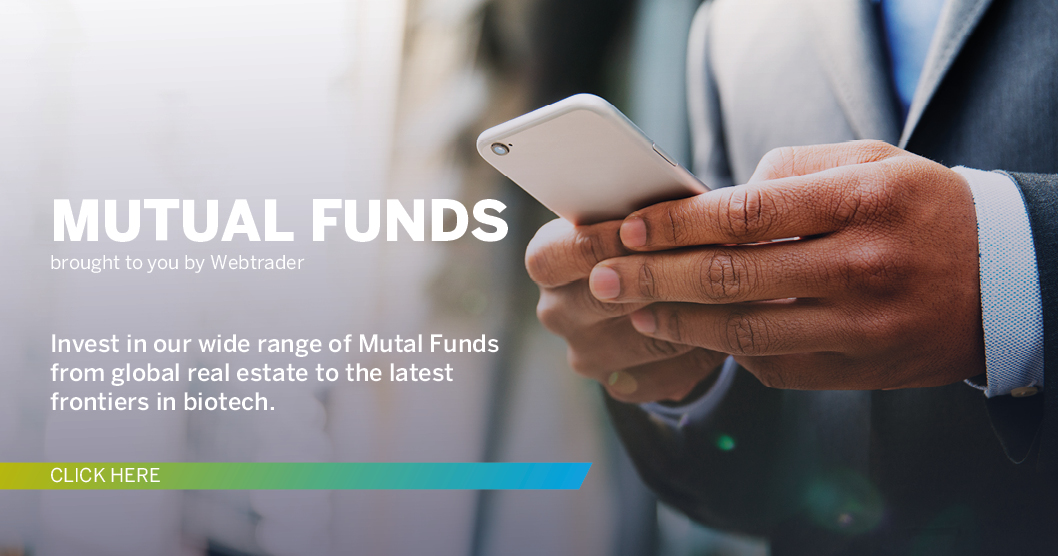 MUTUAL FUNDS
brought to you by Webtrader
Invest in our wide range of Mutal Funds
from global real estate to the latest
frontiers in biotech.
CLICK HERE